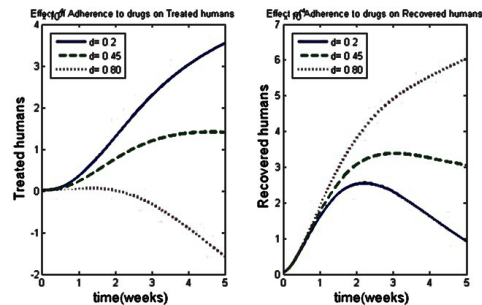 Effect of Adherence to drugs on Treated humans
Effect of Adherence to drugs on Recovered humans
d= 0.2
d= 0.45
d= 0.80
d= 0.2
d= 0.45
d= 0.80
4
3
2
1
0
-1
-2
Treated humans
0 1 2 3 4 5
time(weeks)
7
6
5
4
3
2
1
0
Recovered humans
0 1 2 3 4 5
time(weeks)